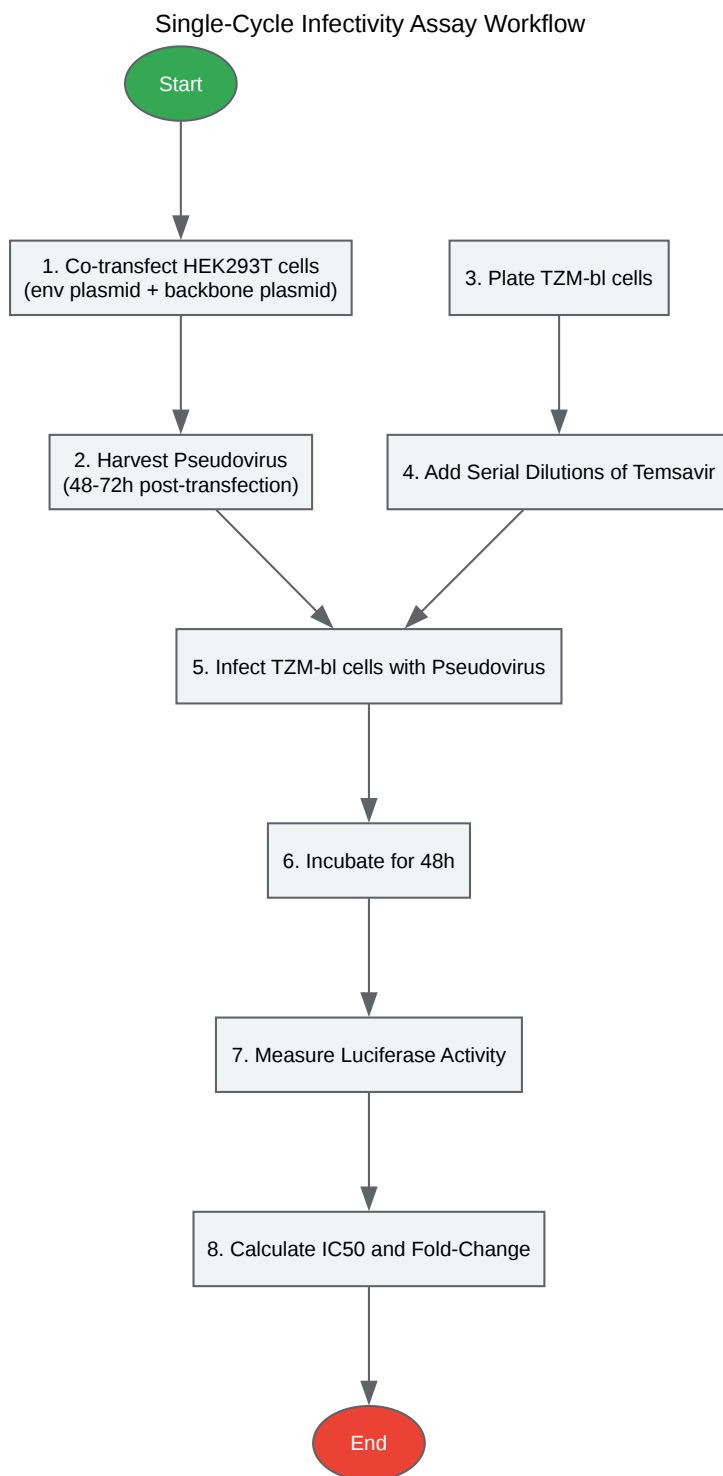 Single-Cycle Infectivity Assay Workflow
Start
1. Co-transfect HEK293T cells
(env plasmid + backbone plasmid)
3. Plate TZM-bl cells
2. Harvest Pseudovirus
(48-72h post-transfection)
4. Add Serial Dilutions of Temsavir
5. Infect TZM-bl cells with Pseudovirus
6. Incubate for 48h
7. Measure Luciferase Activity
8. Calculate IC50 and Fold-Change
End